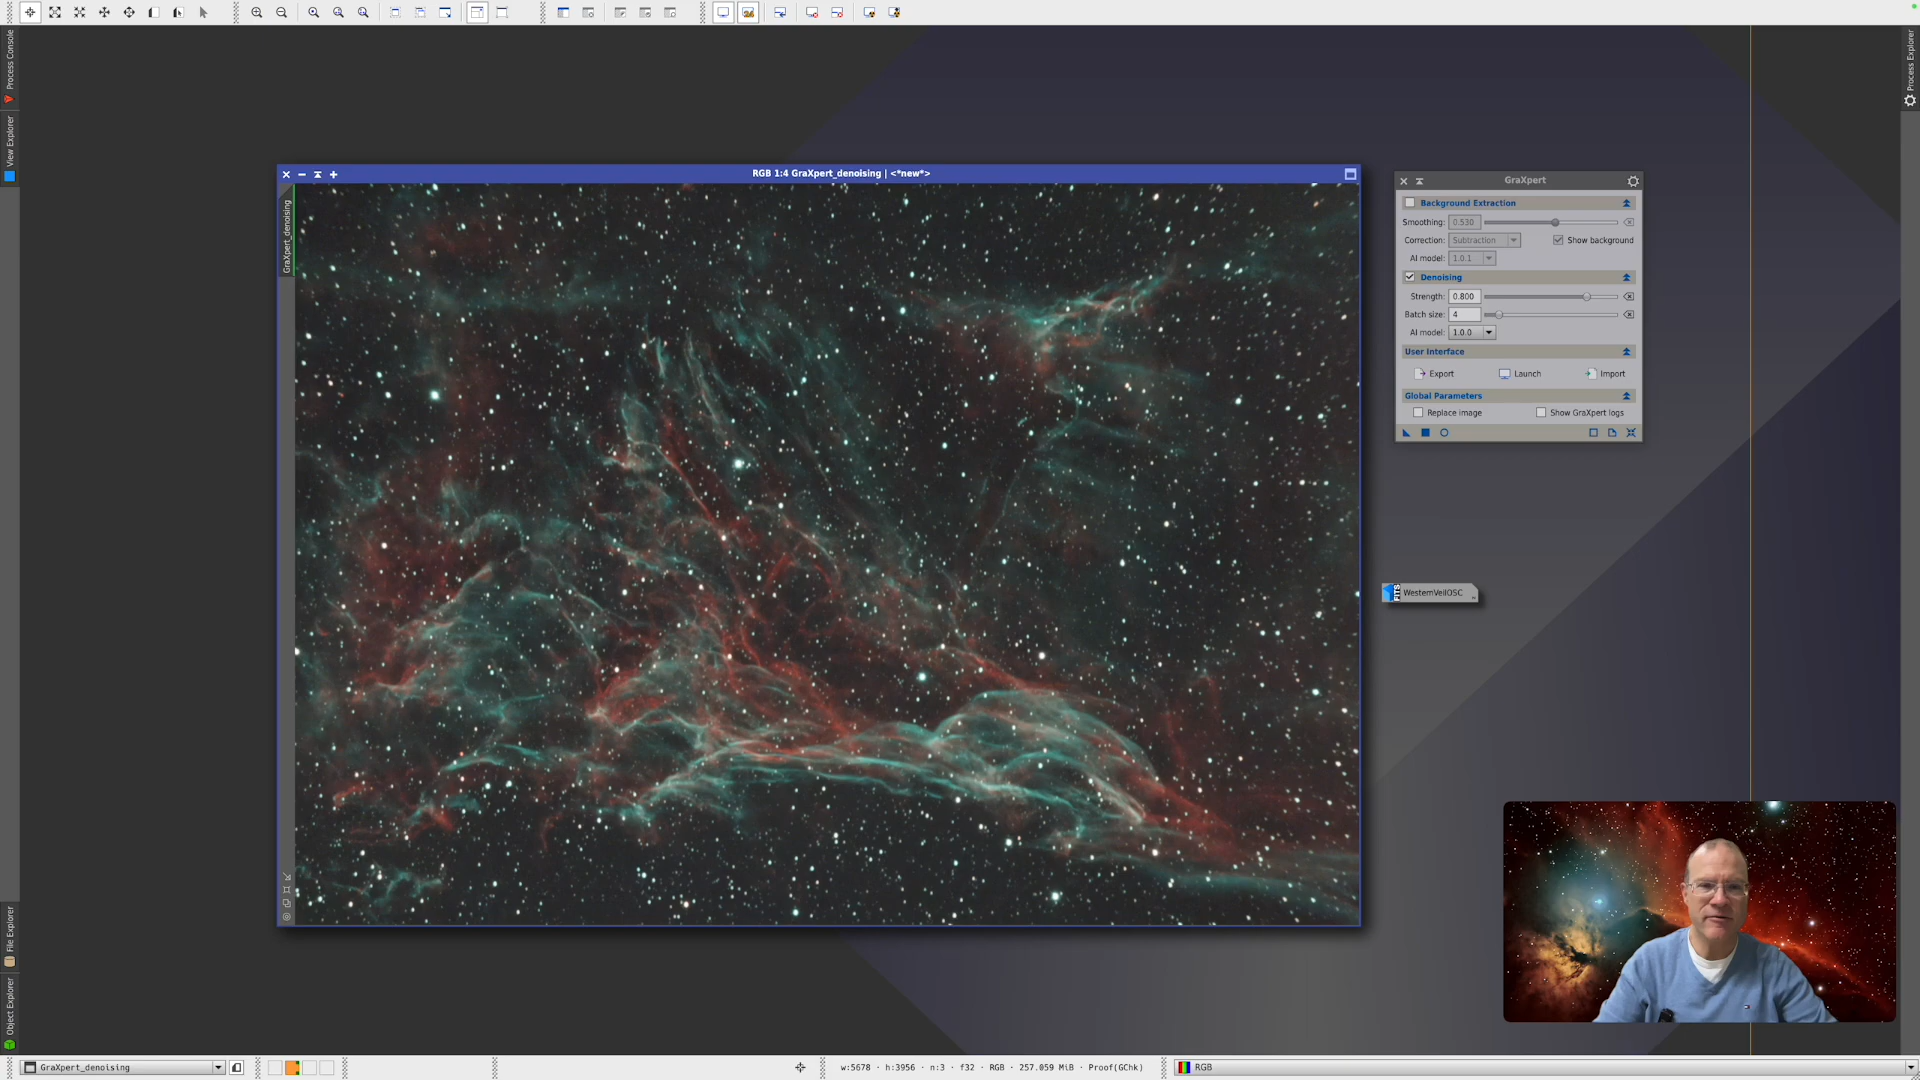 Process Console
View Explorer
File Explorer
Object Explorer
Process Explorer
RGB 1:4 GraXpert_denoising | <*new*>
GraXpert_denoising
GraXpert
Background Extraction
Smoothing: 0.530
Correction: Subtraction Show background
AI model: 1.0.1
Denoising
Strength: 0.800
Batch size: 4
AI model: 1.0.0
User Interface
Export Launch Import
Global Parameters
Replace image Show GraXpert logs
FITS WesternVeilOSC
GraXpert_denoising
w:5678 · h:3956 · n:3 · f32 · RGB · 257.059 MiB · Proof(GChk)
RGB